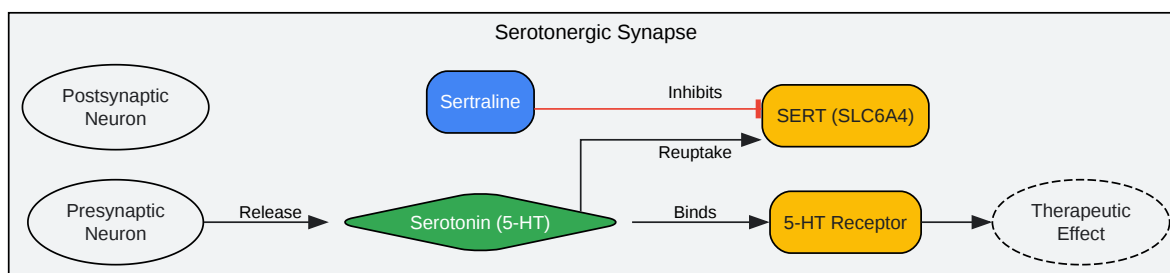 Serotonergic Synapse
Postsynaptic
Neuron
Sertraline
Inhibits
SERT (SLC6A4)
Reuptake
Presynaptic
Neuron
Release
Serotonin (5-HT)
Binds
5-HT Receptor
Therapeutic
Effect